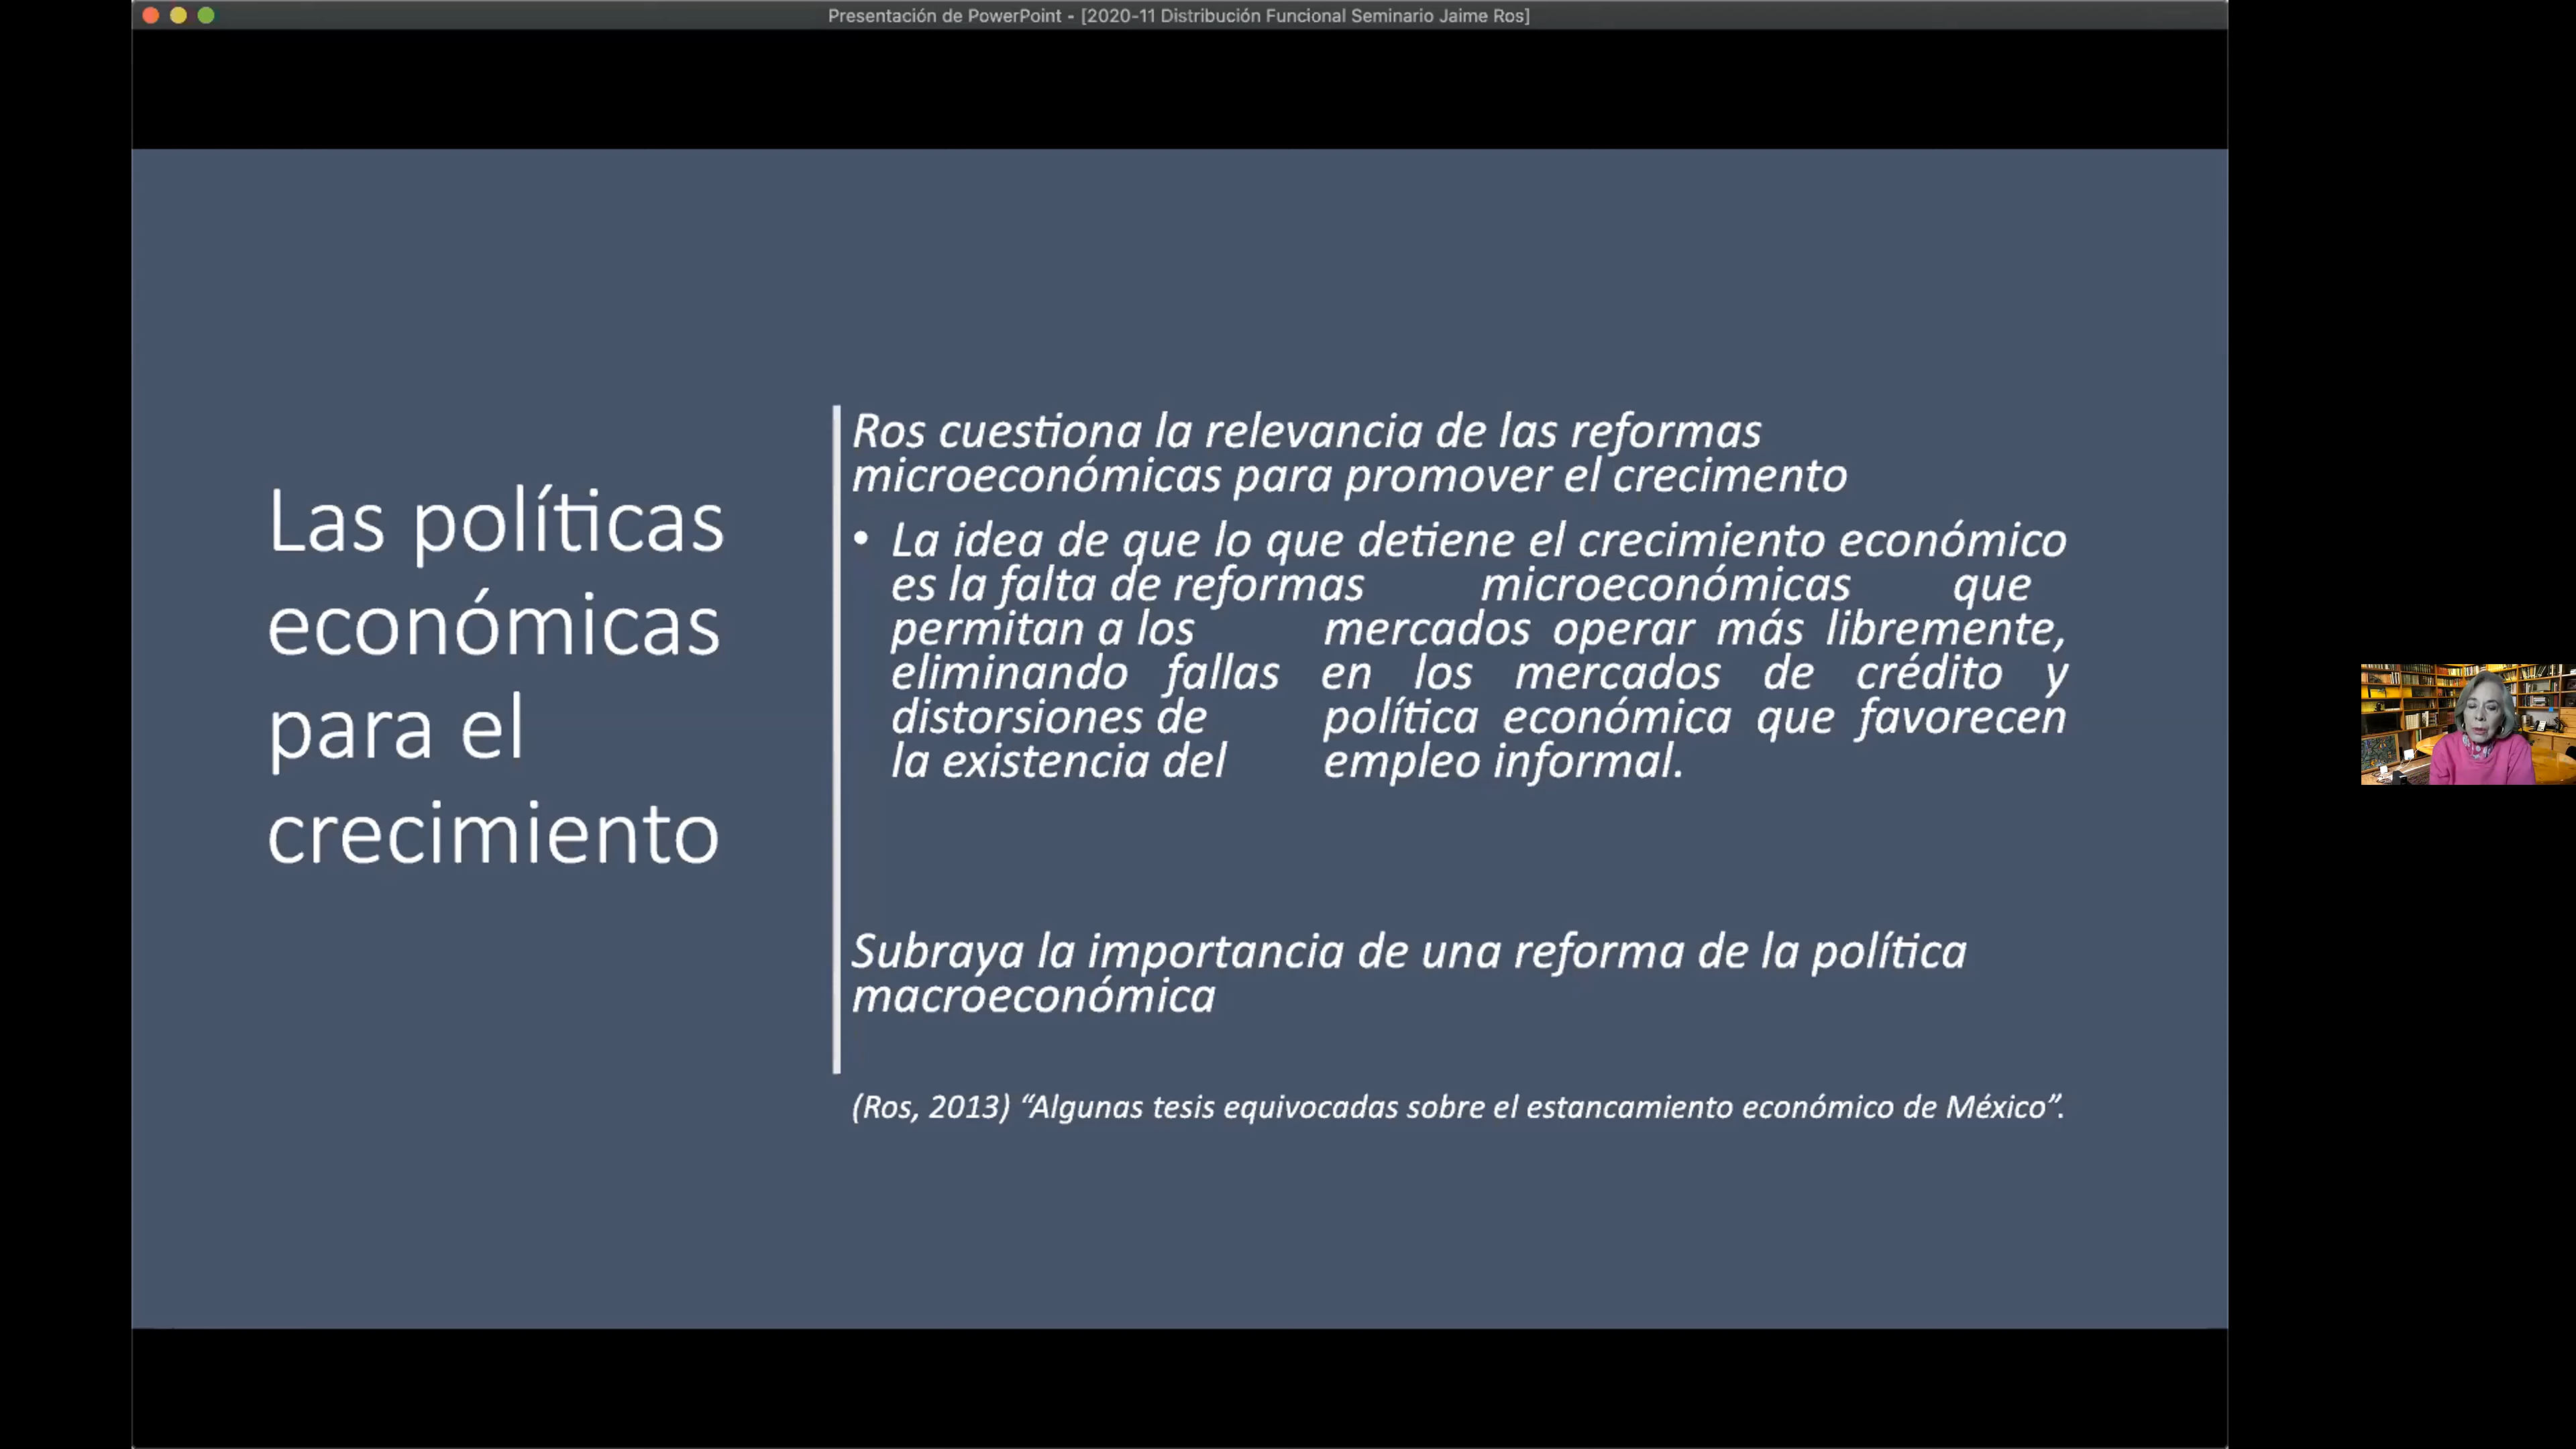 Presentación de PowerPoint - [2020-11 Distribución Funcional Seminario Jaime Ros]
Las políticas
económicas
para el
crecimiento
Ros cuestiona la relevancia de las reformas
microeconómicas para promover el crecimento
• La idea de que lo que detiene el crecimiento económico
es la falta de reformas microeconómicas que
permitan a los mercados operar más libremente,
eliminando fallas en los mercados de crédito y
distorsiones de política económica que favorecen
la existencia del empleo informal.
Subraya la importancia de una reforma de la política
macroeconómica
(Ros, 2013) “Algunas tesis equivocadas sobre el estancamiento económico de México”.